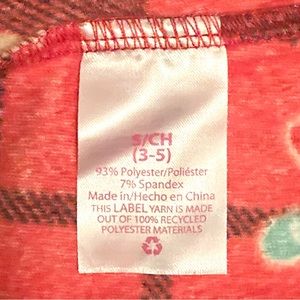 S/CH
(3-5)
93% Polyester/Poliéster
7% Spandex
Made in/Hecho en China
THIS LABEL YARN IS MADE
OUT OF 100% RECYCLED
POLYESTER MATERIALS